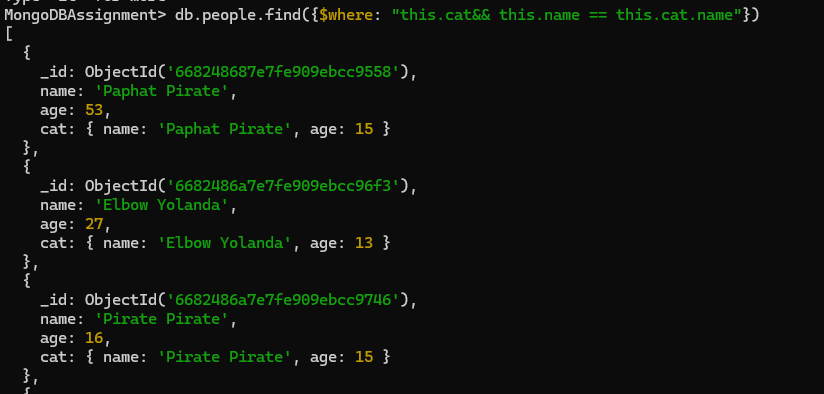 MongoDBAssignment> db.people.find({$where: "this.cat&& this.name == this.cat.name"})
[
  {
    _id: ObjectId('668248687e7fe909ebcc9558'),
    name: 'Paphat Pirate',
    age: 53,
    cat: { name: 'Paphat Pirate', age: 15 }
  },
  {
    _id: ObjectId('6682486a7e7fe909ebcc96f3'),
    name: 'Elbow Yolanda',
    age: 27,
    cat: { name: 'Elbow Yolanda', age: 13 }
  },
  {
    _id: ObjectId('6682486a7e7fe909ebcc9746'),
    name: 'Pirate Pirate',
    age: 16,
    cat: { name: 'Pirate Pirate', age: 15 }
  },
  {